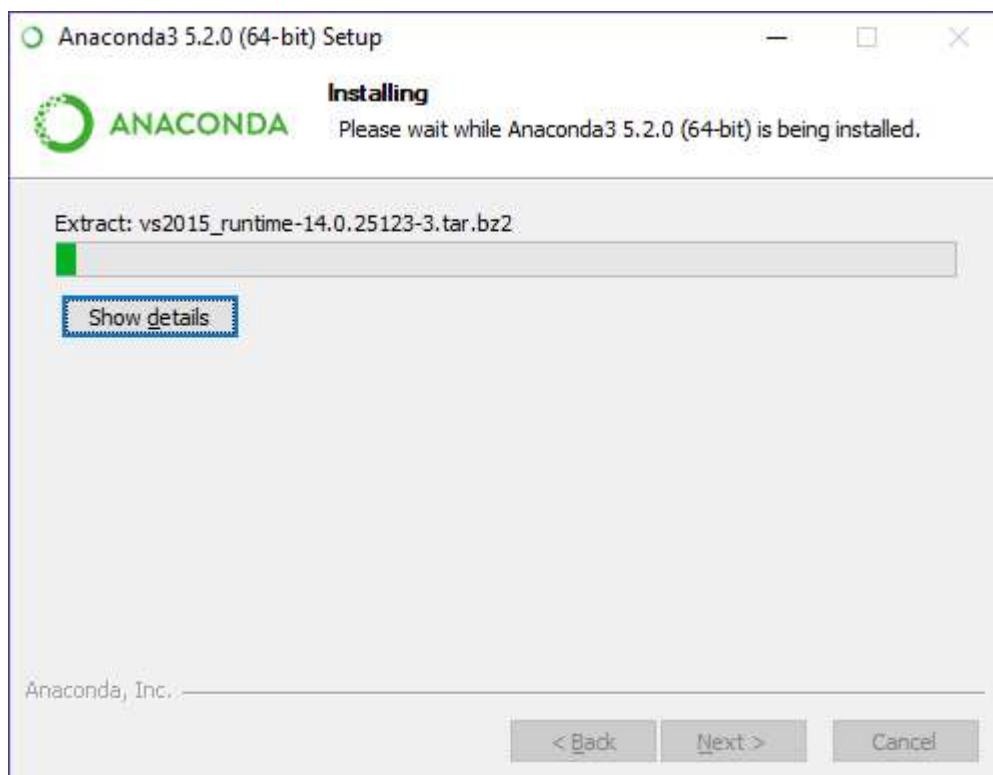 Anaconda3 5.2.0 (64-bit) Setup
ANACONDA
Installing
Please wait while Anaconda3 5.2.0 (64-bit) is being installed.
Extract: vs2015_runtime-14.0.25123-3.tar.bz2
Show details
Anaconda, Inc.
< Back Next > Cancel